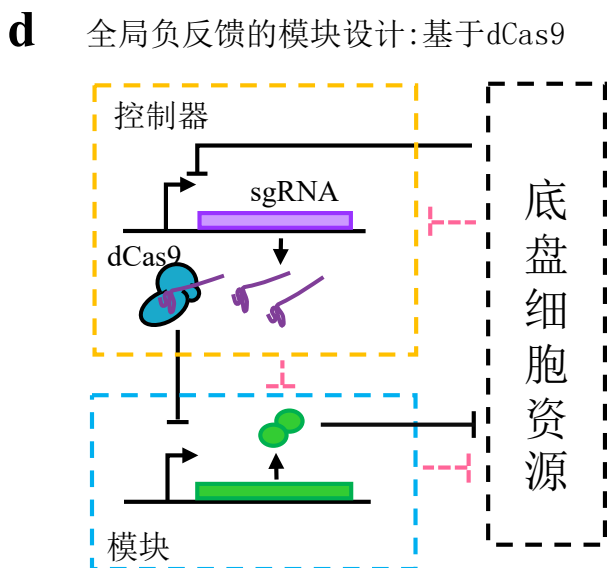 d 全局负反馈的模块设计:基于dCas9
控制器
sgRNA
dCas9
模块
底盘细胞资源